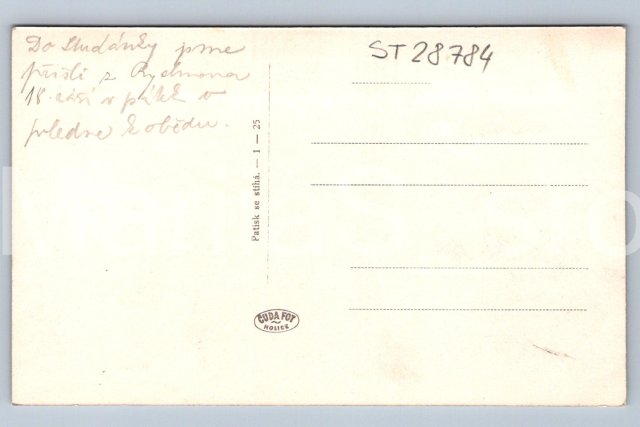 Do Studánky jsme
přišli z Rychnova
18. září v pátek v
poledne k obědu.
ST 28784
Patisk se stíhá. — 1 — 25
ČUDA FOT
HOLICE